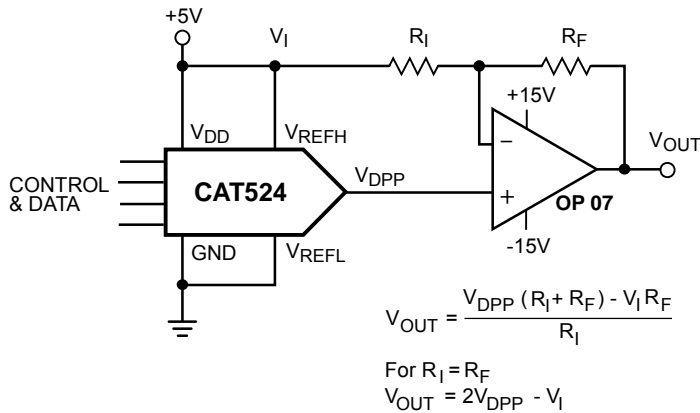 +5V
V_I
R_I
R_F
+15V
V_DD
V_REFH
−
V_OUT
CONTROL
& DATA
CAT524
V_DPP
+
OP 07
-15V
GND
V_REFL
V_OUT = V_DPP (R_I + R_F) - V_I R_F / R_I
For R_I = R_F
V_OUT = 2V_DPP - V_I